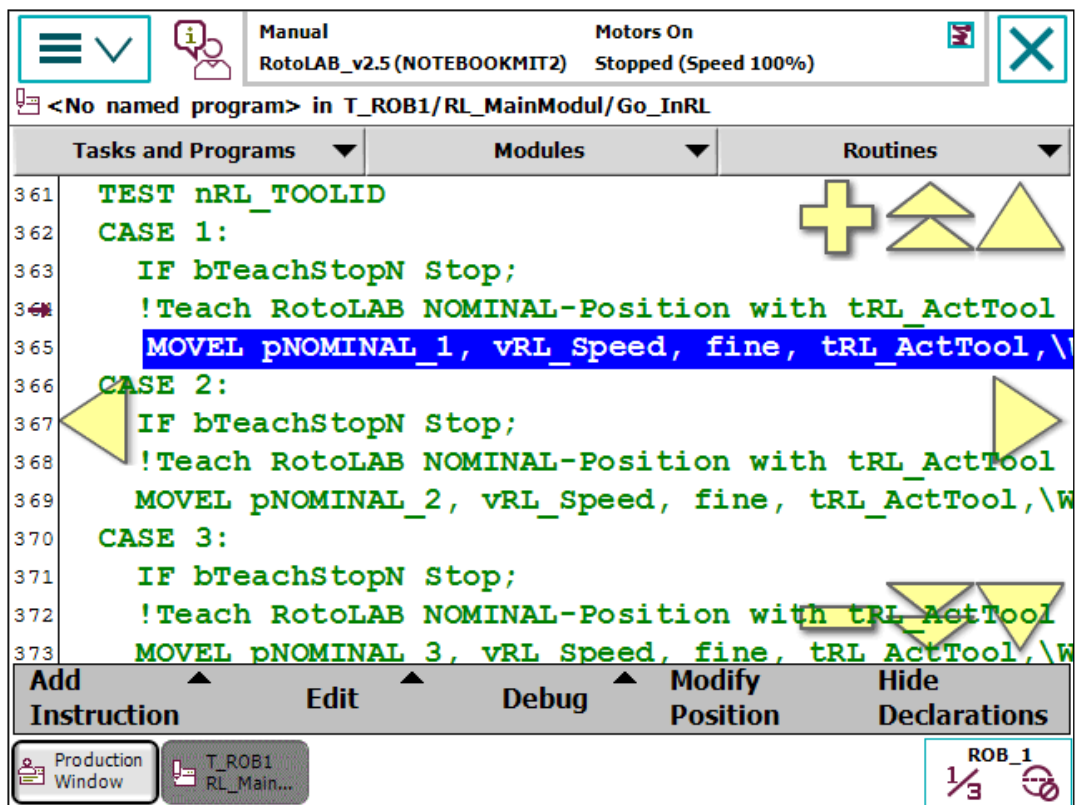 Manual Motors On
RotoLAB_v2.5 (NOTEBOOKMIT2) Stopped (Speed 100%)
<No named program> in T_ROB1/RL_MainModul/Go_InRL
Tasks and Programs Modules Routines
361 TEST nRL_TOOLID
362 CASE 1:
363 IF bTeachStopN Stop;
364 !Teach RotoLAB NOMINAL-Position with tRL_ActTool
365 MOVEL pNOMINAL_1, vRL_Speed, fine, tRL_ActTool,\W
366 CASE 2:
367 IF bTeachStopN Stop;
368 !Teach RotoLAB NOMINAL-Position with tRL_ActTool
369 MOVEL pNOMINAL_2, vRL_Speed, fine, tRL_ActTool,\W
370 CASE 3:
371 IF bTeachStopN Stop;
372 !Teach RotoLAB NOMINAL-Position with tRL_ActTool
373 MOVEL pNOMINAL_3, vRL_Speed, fine, tRL_ActTool,\W
Add Instruction Edit Debug Modify Position Hide Declarations
Production Window T_ROB1 RL_Main... ROB_1 1/3